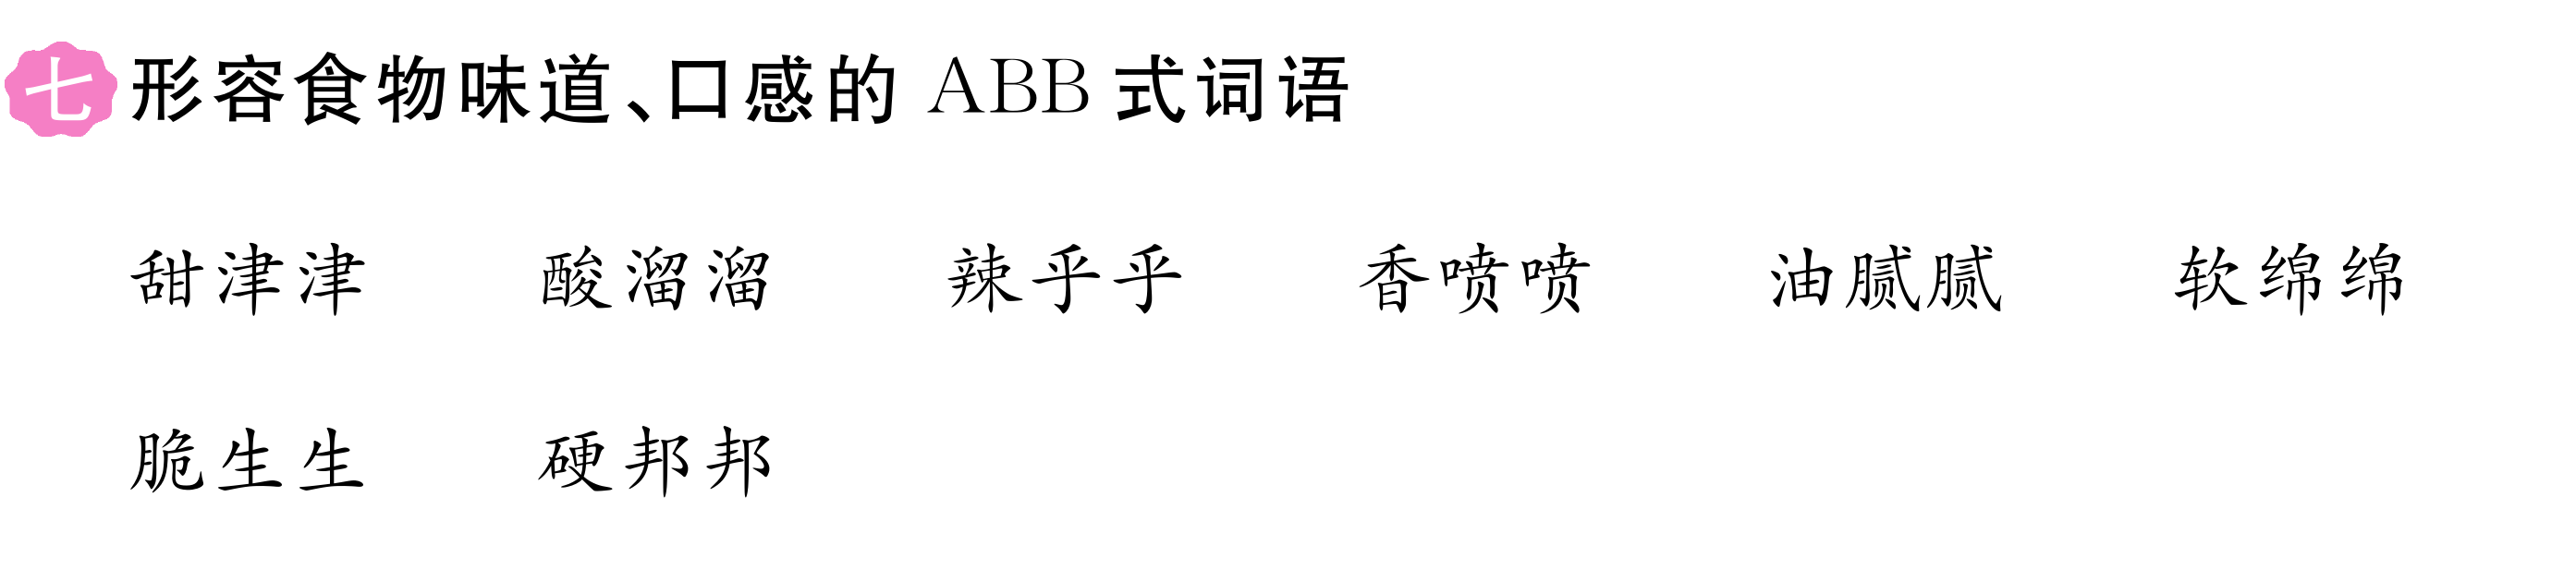 七 形容食物味道、口感的 ABB 式词语
甜津津 酸溜溜 辣乎乎 香喷喷 油腻腻 软绵绵
脆生生 硬邦邦